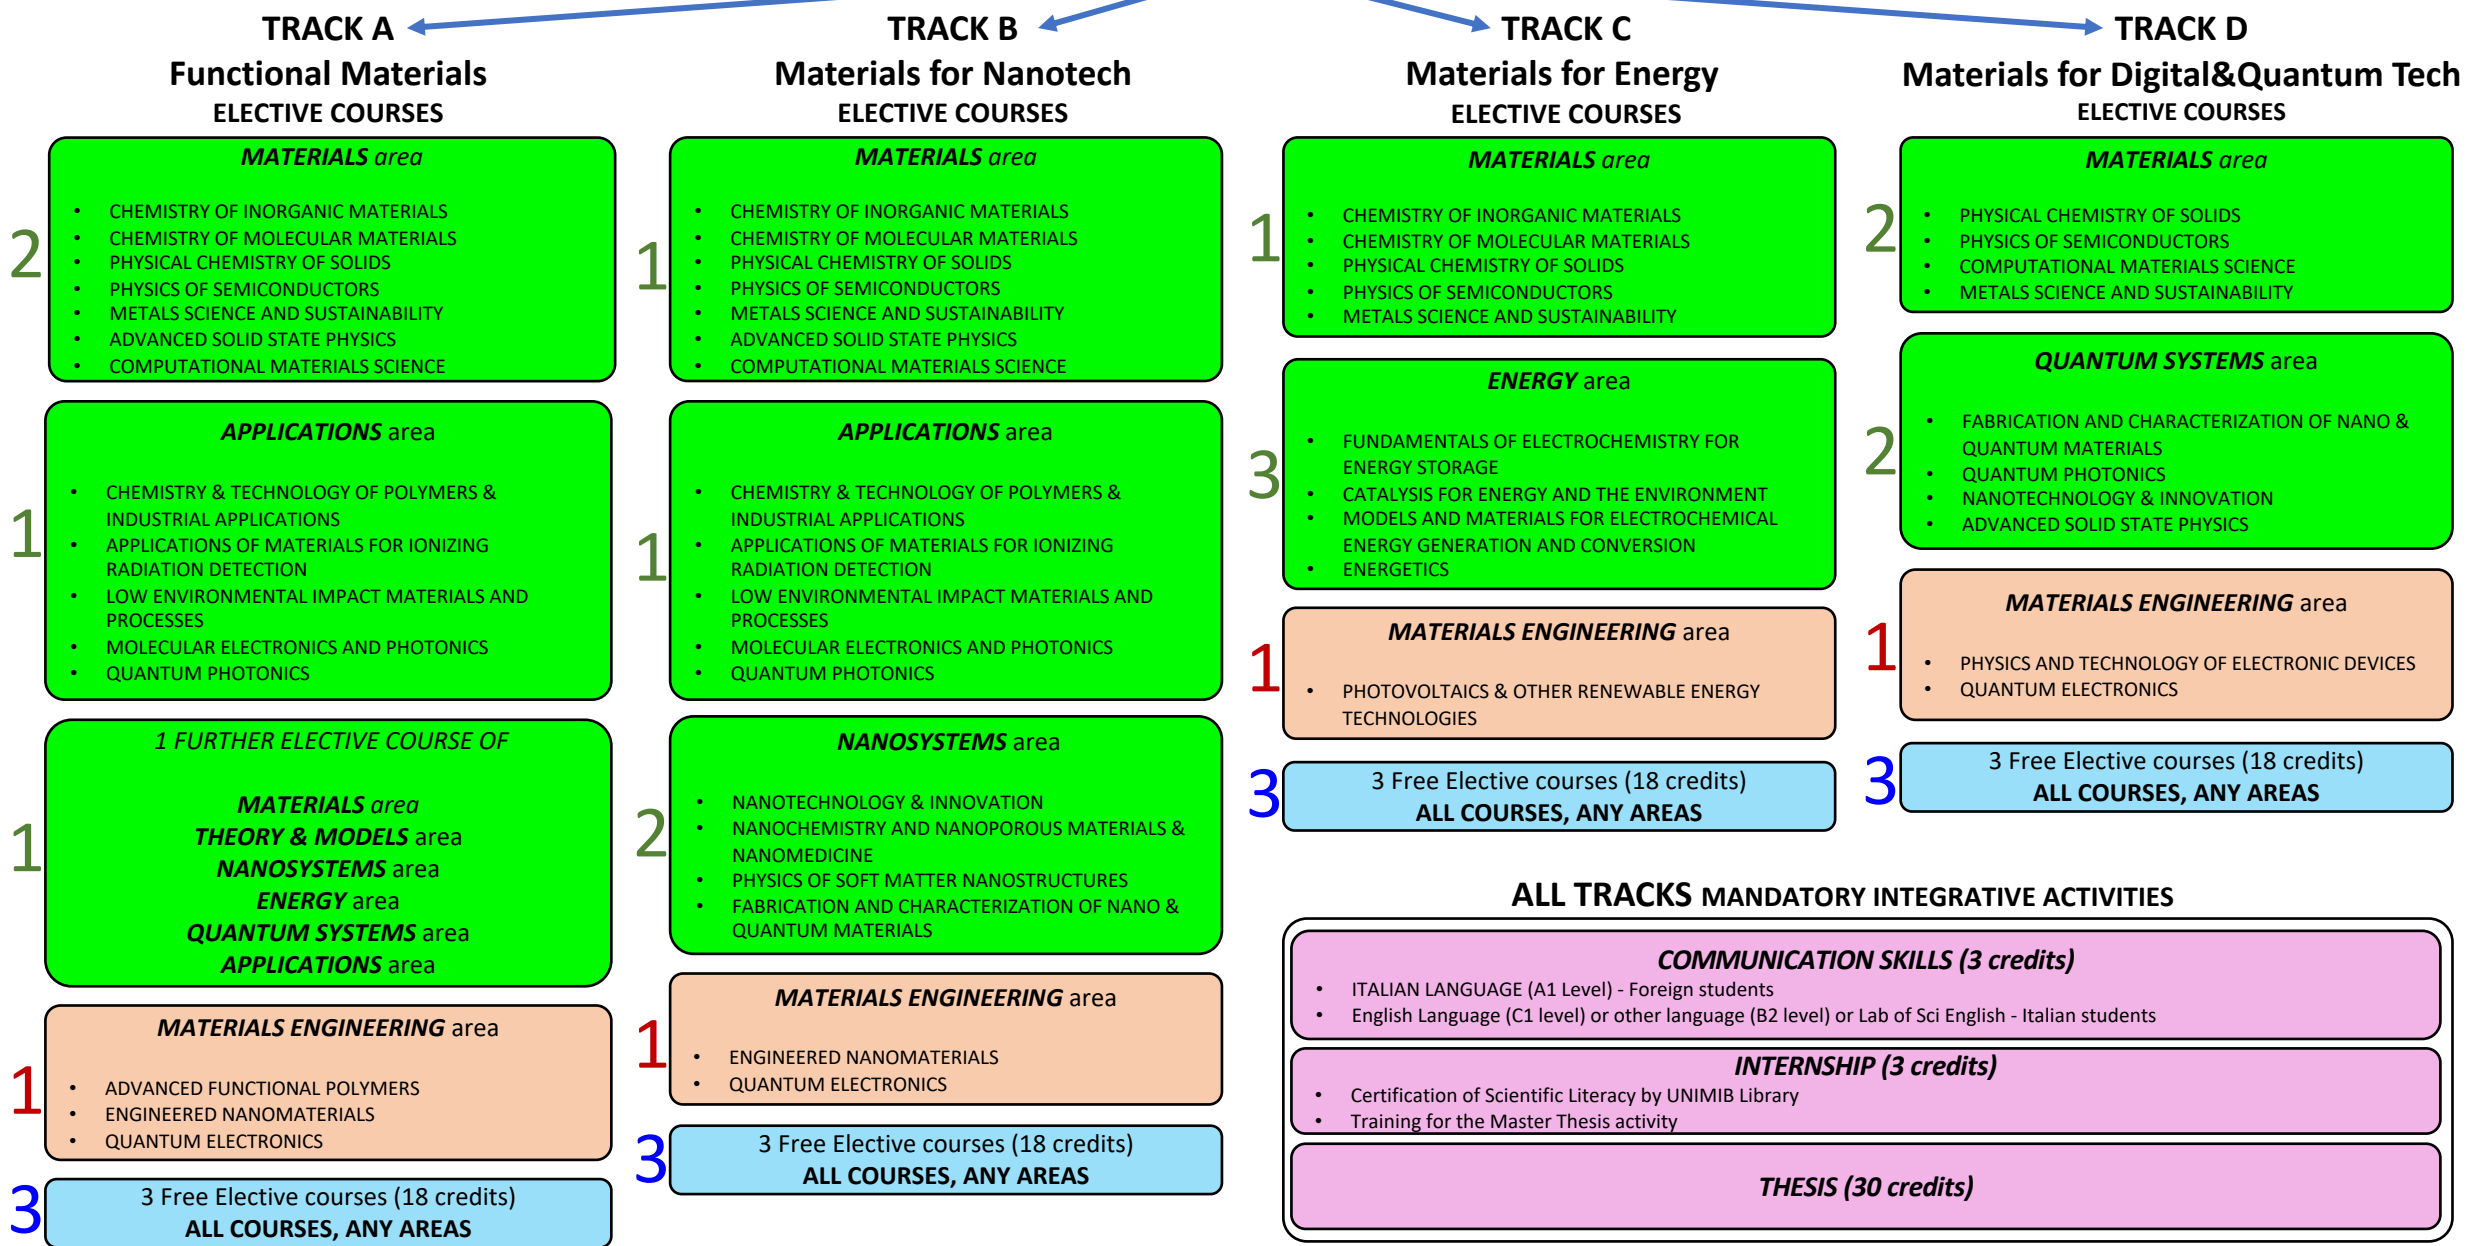 TRACK A
Functional Materials
ELECTIVE COURSES
2
MATERIALS area
• CHEMISTRY OF INORGANIC MATERIALS
• CHEMISTRY OF MOLECULAR MATERIALS
• PHYSICAL CHEMISTRY OF SOLIDS
• PHYSICS OF SEMICONDUCTORS
• METALS SCIENCE AND SUSTAINABILITY
• ADVANCED SOLID STATE PHYSICS
• COMPUTATIONAL MATERIALS SCIENCE
1
APPLICATIONS area
• CHEMISTRY & TECHNOLOGY OF POLYMERS &
INDUSTRIAL APPLICATIONS
• APPLICATIONS OF MATERIALS FOR IONIZING
RADIATION DETECTION
• LOW ENVIRONMENTAL IMPACT MATERIALS AND
PROCESSES
• MOLECULAR ELECTRONICS AND PHOTONICS
• QUANTUM PHOTONICS
1
1 FURTHER ELECTIVE COURSE OF
MATERIALS area
THEORY & MODELS area
NANOSYSTEMS area
ENERGY area
QUANTUM SYSTEMS area
APPLICATIONS area
1
MATERIALS ENGINEERING area
• ADVANCED FUNCTIONAL POLYMERS
• ENGINEERED NANOMATERIALS
• QUANTUM ELECTRONICS
3
3 Free Elective courses (18 credits)
ALL COURSES, ANY AREAS
TRACK B
Materials for Nanotech
ELECTIVE COURSES
1
MATERIALS area
• CHEMISTRY OF INORGANIC MATERIALS
• CHEMISTRY OF MOLECULAR MATERIALS
• PHYSICAL CHEMISTRY OF SOLIDS
• PHYSICS OF SEMICONDUCTORS
• METALS SCIENCE AND SUSTAINABILITY
• ADVANCED SOLID STATE PHYSICS
• COMPUTATIONAL MATERIALS SCIENCE
1
APPLICATIONS area
• CHEMISTRY & TECHNOLOGY OF POLYMERS &
INDUSTRIAL APPLICATIONS
• APPLICATIONS OF MATERIALS FOR IONIZING
RADIATION DETECTION
• LOW ENVIRONMENTAL IMPACT MATERIALS AND
PROCESSES
• MOLECULAR ELECTRONICS AND PHOTONICS
• QUANTUM PHOTONICS
2
NANOSYSTEMS area
• NANOTECHNOLOGY & INNOVATION
• NANOCHEMISTRY AND NANOPOROUS MATERIALS &
NANOMEDICINE
• PHYSICS OF SOFT MATTER NANOSTRUCTURES
• FABRICATION AND CHARACTERIZATION OF NANO &
QUANTUM MATERIALS
1
MATERIALS ENGINEERING area
• ENGINEERED NANOMATERIALS
• QUANTUM ELECTRONICS
3
3 Free Elective courses (18 credits)
ALL COURSES, ANY AREAS
TRACK C
Materials for Energy
ELECTIVE COURSES
1
MATERIALS area
• CHEMISTRY OF INORGANIC MATERIALS
• CHEMISTRY OF MOLECULAR MATERIALS
• PHYSICAL CHEMISTRY OF SOLIDS
• PHYSICS OF SEMICONDUCTORS
• METALS SCIENCE AND SUSTAINABILITY
3
ENERGY area
• FUNDAMENTALS OF ELECTROCHEMISTRY FOR
ENERGY STORAGE
• CATALYSIS FOR ENERGY AND THE ENVIRONMENT
• MODELS AND MATERIALS FOR ELECTROCHEMICAL
ENERGY GENERATION AND CONVERSION
• ENERGETICS
1
MATERIALS ENGINEERING area
• PHOTOVOLTAICS & OTHER RENEWABLE ENERGY
TECHNOLOGIES
3
3 Free Elective courses (18 credits)
ALL COURSES, ANY AREAS
TRACK D
Materials for Digital&Quantum Tech
ELECTIVE COURSES
2
MATERIALS area
• PHYSICAL CHEMISTRY OF SOLIDS
• PHYSICS OF SEMICONDUCTORS
• COMPUTATIONAL MATERIALS SCIENCE
• METALS SCIENCE AND SUSTAINABILITY
2
QUANTUM SYSTEMS area
• FABRICATION AND CHARACTERIZATION OF NANO &
QUANTUM MATERIALS
• QUANTUM PHOTONICS
• NANOTECHNOLOGY & INNOVATION
• ADVANCED SOLID STATE PHYSICS
1
MATERIALS ENGINEERING area
• PHYSICS AND TECHNOLOGY OF ELECTRONIC DEVICES
• QUANTUM ELECTRONICS
3
3 Free Elective courses (18 credits)
ALL COURSES, ANY AREAS
ALL TRACKS MANDATORY INTEGRATIVE ACTIVITIES
COMMUNICATION SKILLS (3 credits)
• ITALIAN LANGUAGE (A1 Level) - Foreign students
• English Language (C1 level) or other language (B2 level) or Lab of Sci English - Italian students
INTERNSHIP (3 credits)
• Certification of Scientific Literacy by UNIMIB Library
• Training for the Master Thesis activity
THESIS (30 credits)